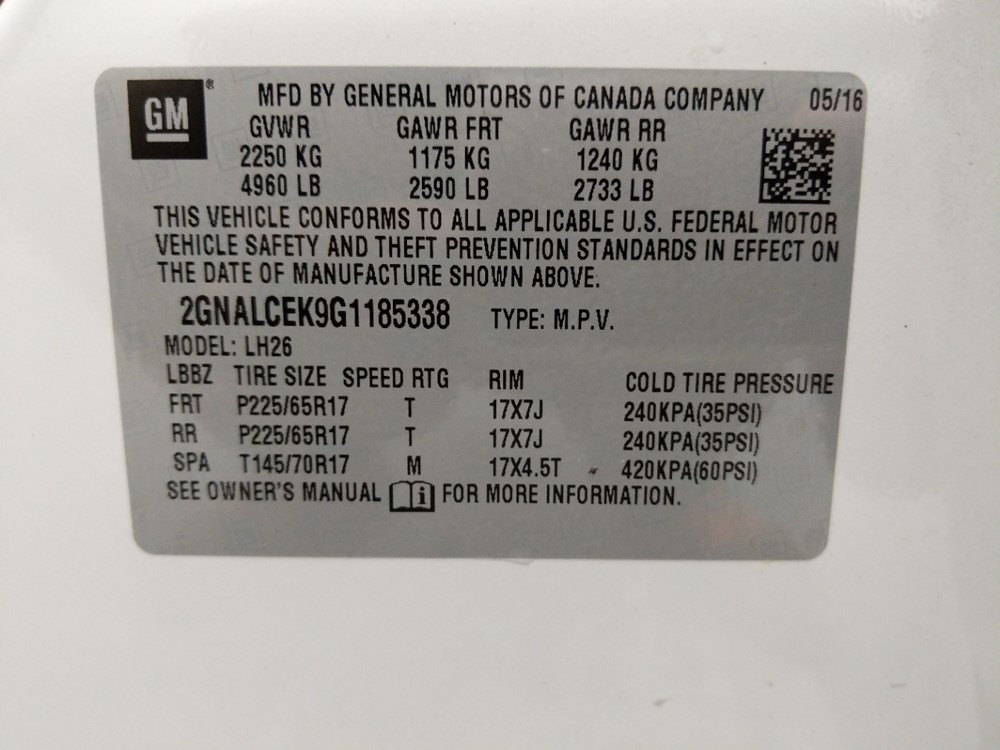 GM ® MFD BY GENERAL MOTORS OF CANADA COMPANY 05/16
GVWR GAWR FRT GAWR RR
2250 KG 1175 KG 1240 KG
4960 LB 2590 LB 2733 LB
THIS VEHICLE CONFORMS TO ALL APPLICABLE U.S. FEDERAL MOTOR
VEHICLE SAFETY AND THEFT PREVENTION STANDARDS IN EFFECT ON
THE DATE OF MANUFACTURE SHOWN ABOVE.
2GNALCEK9G1185338 TYPE: M.P.V.
MODEL: LH26
LBBZ TIRE SIZE SPEED RTG RIM COLD TIRE PRESSURE
FRT P225/65R17 T 17X7J 240KPA(35PSI)
RR P225/65R17 T 17X7J 240KPA(35PSI)
SPA T145/70R17 M 17X4.5T 420KPA(60PSI)
SEE OWNER'S MANUAL i FOR MORE INFORMATION.